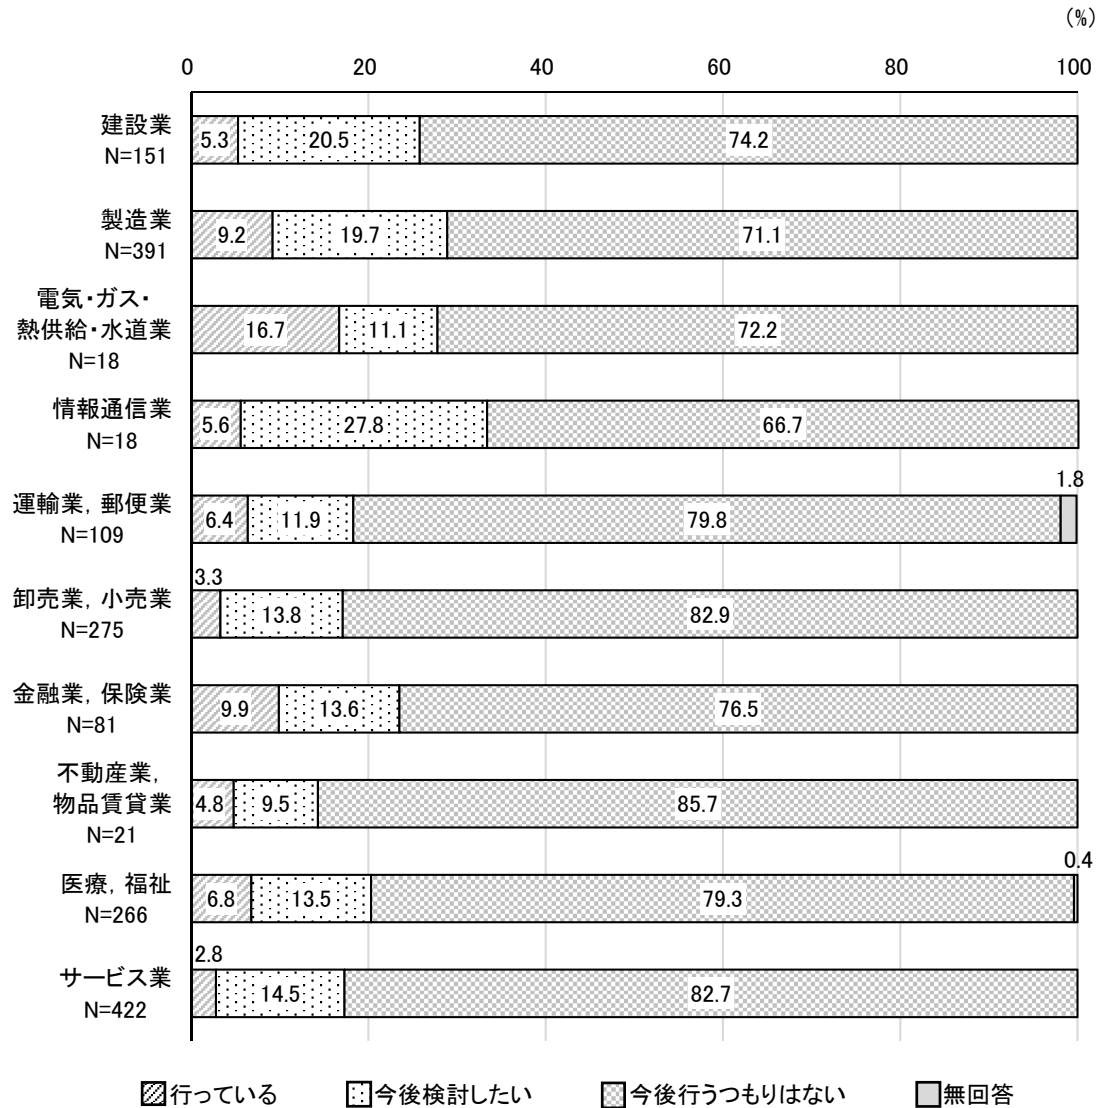 (%)
0 20 40 60 80 100
建設業
N=151
5.3 20.5 74.2
製造業
N=391
9.2 19.7 71.1
電気・ガス・
熱供給・水道業
N=18
16.7 11.1 72.2
情報通信業
N=18
5.6 27.8 66.7
1.8
運輸業，郵便業
N=109
6.4 11.9 79.8
3.3
卸売業，小売業
N=275
13.8 82.9
金融業，保険業
N=81
9.9 13.6 76.5
不動産業，
物品賃貸業
N=21
4.8 9.5 85.7
0.4
医療，福祉
N=266
6.8 13.5 79.3
2.8
サービス業
N=422
14.5 82.7
行っている 今後検討したい 今後行うつもりはない 無回答